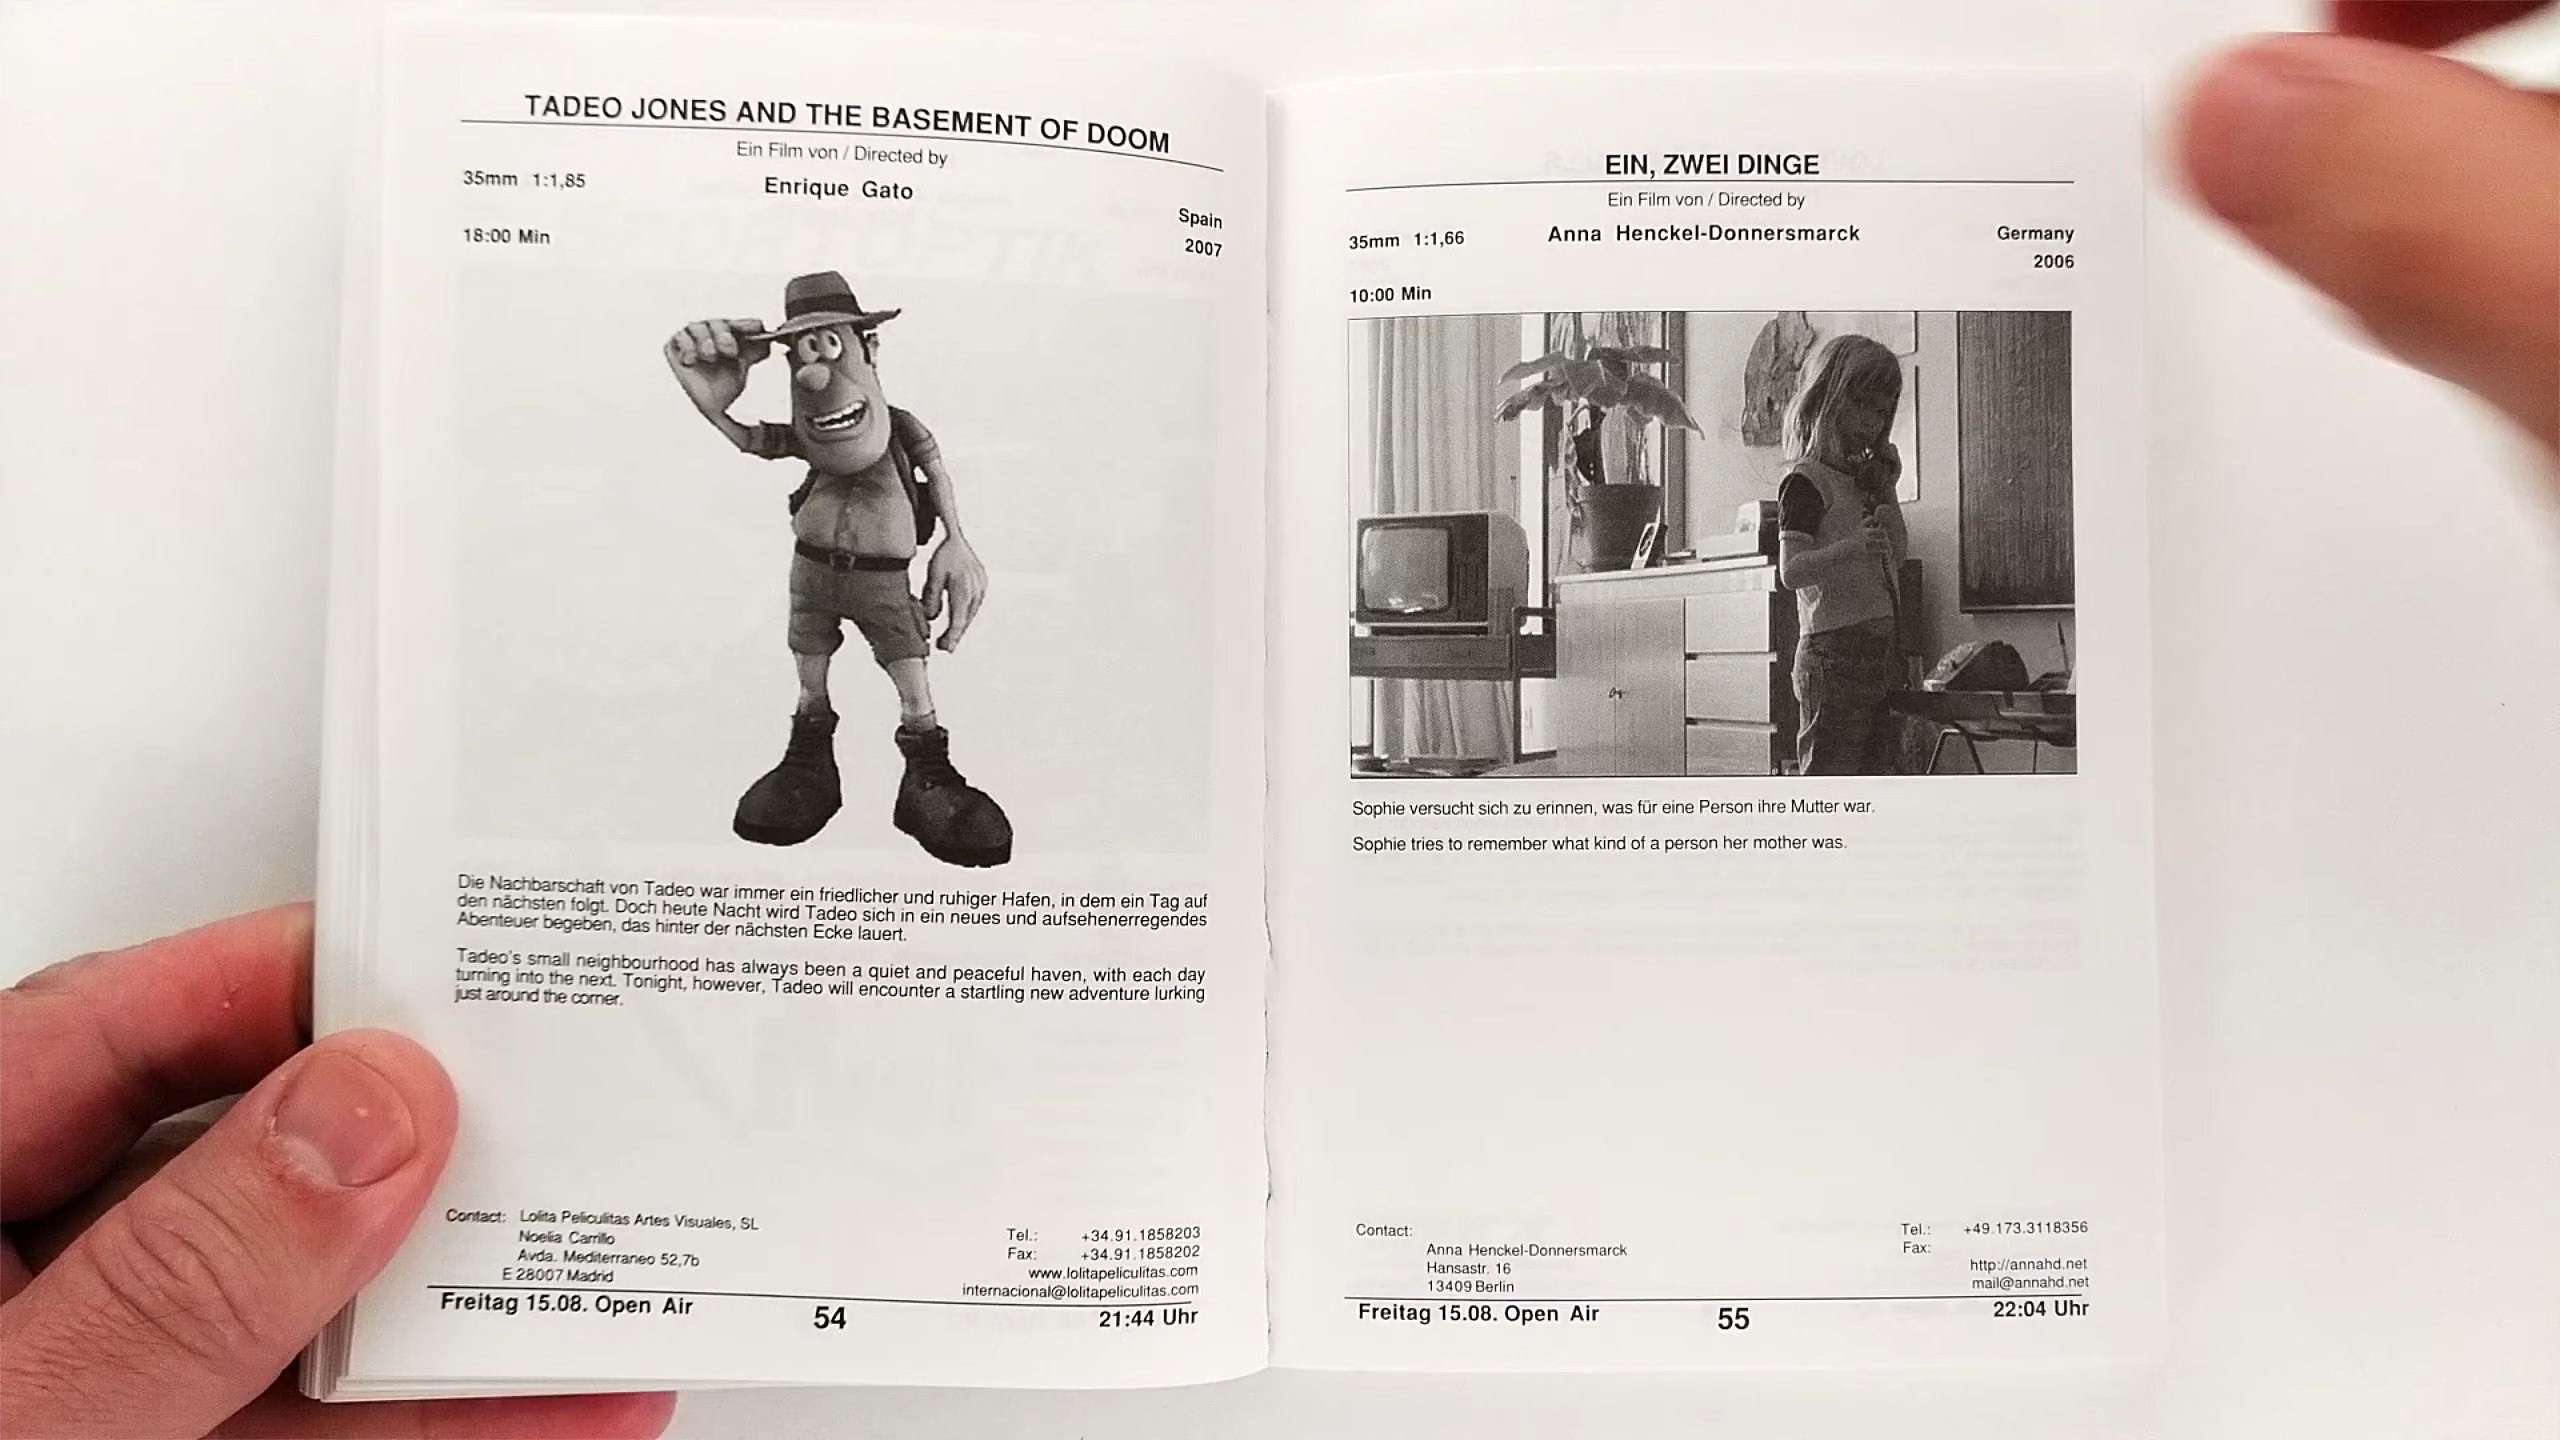 TADEO JONES AND THE BASEMENT OF DOOM
Ein Film von / Directed by
35mm 1:1,85
Enrique Gato
Spain
18:00 Min
2007
Die Nachbarschaft von Tadeo war immer ein friedlicher und ruhiger Hafen, in dem ein Tag auf
den nächsten folgt. Doch heute Nacht wird Tadeo sich in ein neues und aufsehenerregendes
Abenteuer begeben, das hinter der nächsten Ecke lauert.
Tadeo's small neighbourhood has always been a quiet and peaceful haven, with each day
turning into the next. Tonight, however, Tadeo will encounter a startling new adventure lurking
just around the corner.
Contact: Lolita Peliculitas Artes Visuales, SL
Noelia Carrillo
Avda. Mediterraneo 52,7b
E 28007 Madrid
Tel.: +34.91.1858203
Fax: +34.91.1858202
www.lolitapeliculitas.com
internacional@lolitapeliculitas.com
Freitag 15.08. Open Air 54 21:44 Uhr
EIN, ZWEI DINGE
Ein Film von / Directed by
35mm 1:1,66
Anna Henckel-Donnersmarck
Germany
2006
10:00 Min
Sophie versucht sich zu erinnen, was für eine Person ihre Mutter war.
Sophie tries to remember what kind of a person her mother was.
Contact:
Anna Henckel-Donnersmarck
Hansastr. 16
13409 Berlin
Tel.: +49.173.3118356
Fax:
http://annahd.net
mail@annahd.net
Freitag 15.08. Open Air 55 22:04 Uhr